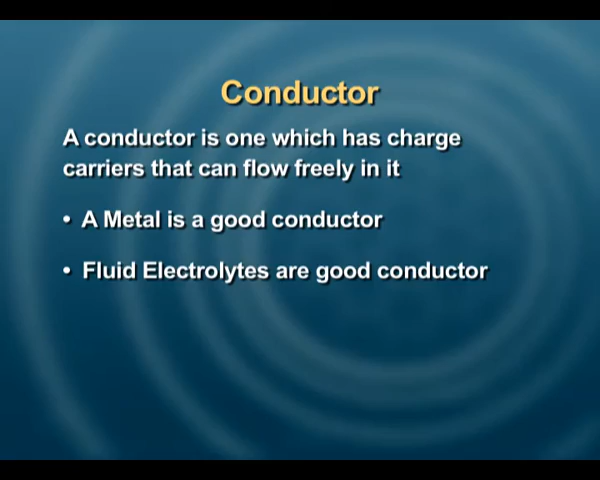 Conductor
A conductor is one which has charge
carriers that can flow freely in it
• A Metal is a good conductor
• Fluid Electrolytes are good conductor